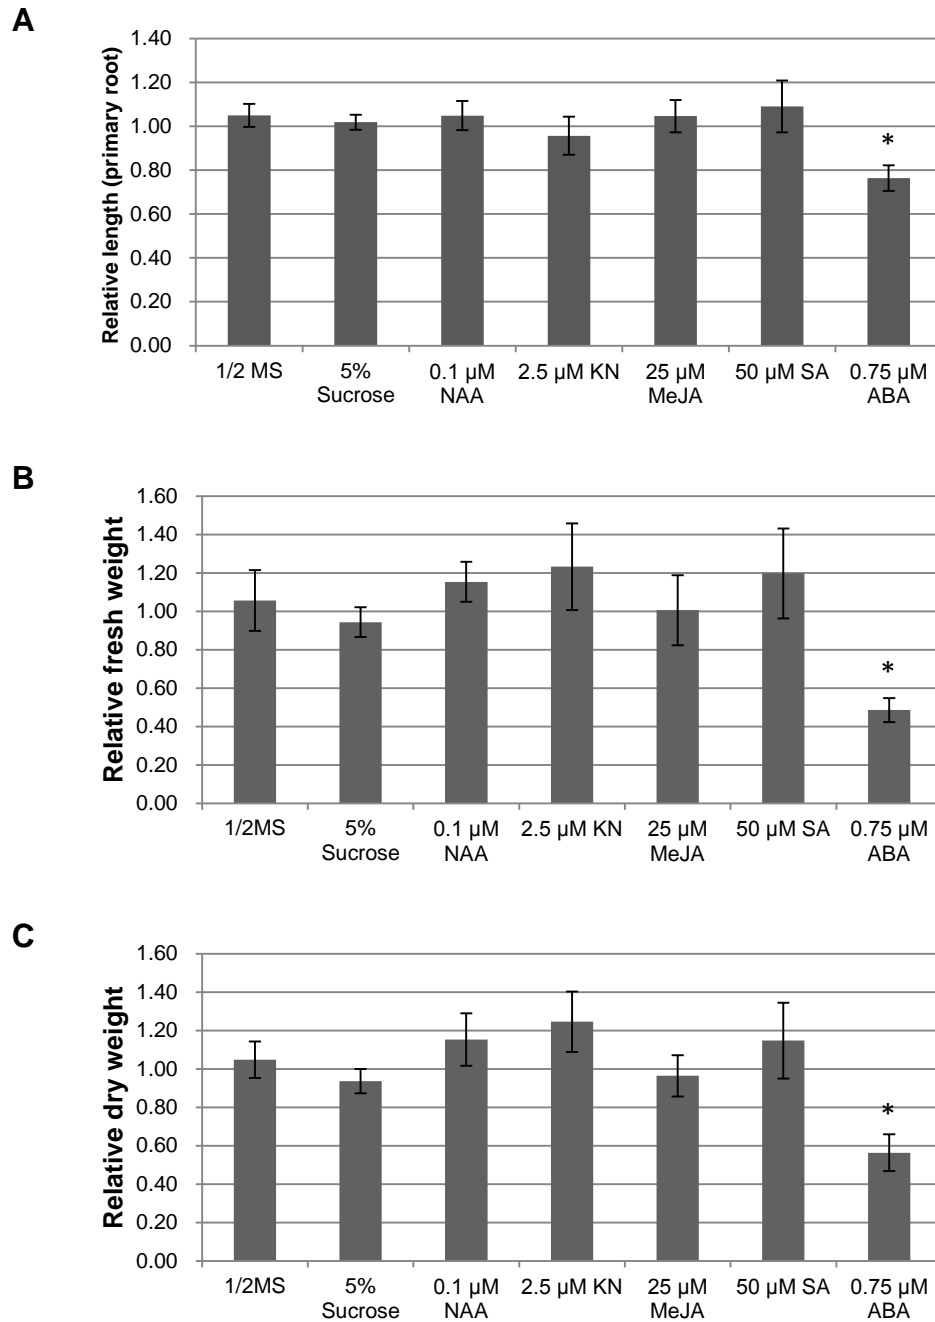 A
Relative length (primary root)
1.40
1.20
1.00
0.80
0.60
0.40
0.20
0.00
*
1/2 MS
5%
Sucrose
0.1 µM
NAA
2.5 µM KN
25 µM
MeJA
50 µM SA
0.75 µM
ABA
B
Relative fresh weight
1.60
1.40
1.20
1.00
0.80
0.60
0.40
0.20
0.00
*
1/2MS
5%
Sucrose
0.1 µM
NAA
2.5 µM KN
25 µM
MeJA
50 µM SA
0.75 µM
ABA
C
Relative dry weight
1.60
1.40
1.20
1.00
0.80
0.60
0.40
0.20
0.00
*
1/2MS
5%
Sucrose
0.1 µM
NAA
2.5 µM KN
25 µM
MeJA
50 µM SA
0.75 µM
ABA